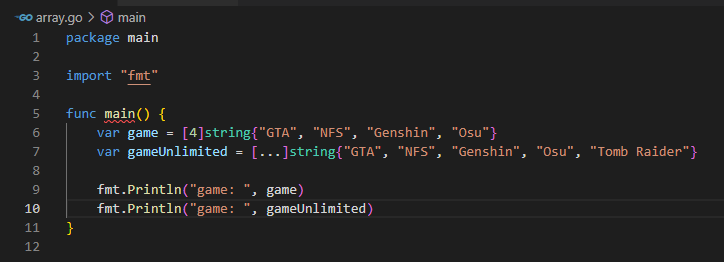 GO array.go > main
1 package main
2
3 import "fmt"
4
5 func main() {
6     var game = [4]string{"GTA", "NFS", "Genshin", "Osu"}
7     var gameUnlimited = [...]string{"GTA", "NFS", "Genshin", "Osu", "Tomb Raider"}
8
9     fmt.Println("game: ", game)
10     fmt.Println("game: ", gameUnlimited)
11 }
12